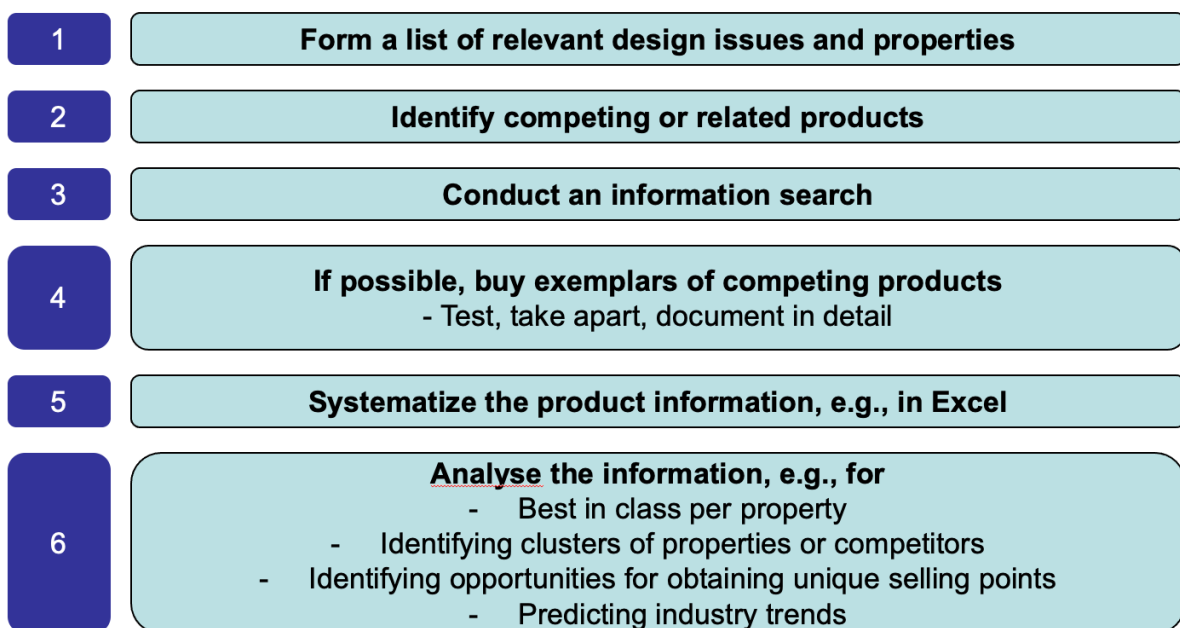 1
Form a list of relevant design issues and properties
2
Identify competing or related products
3
Conduct an information search
4
If possible, buy exemplars of competing products
- Test, take apart, document in detail
5
Systematize the product information, e.g., in Excel
6
Analyse the information, e.g., for
- Best in class per property
- Identifying clusters of properties or competitors
- Identifying opportunities for obtaining unique selling points
- Predicting industry trends